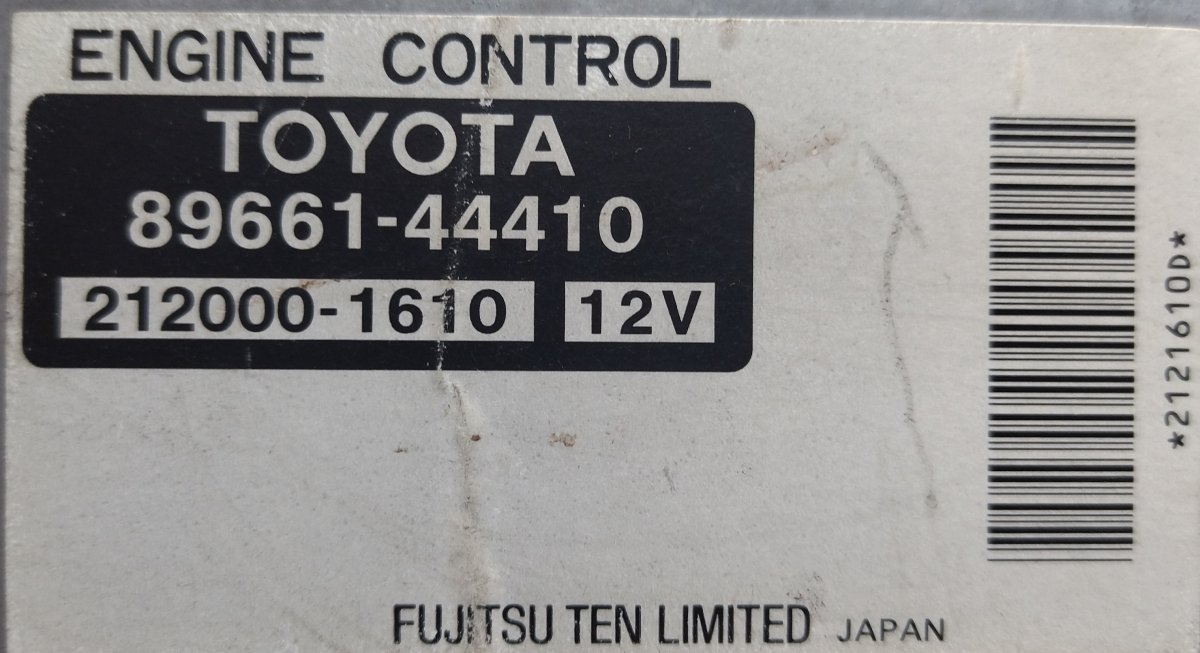 ENGINE CONTROL
TOYOTA
89661-44410
212000-1610 12V
*2121610D*
FUJITSU TEN LIMITED JAPAN